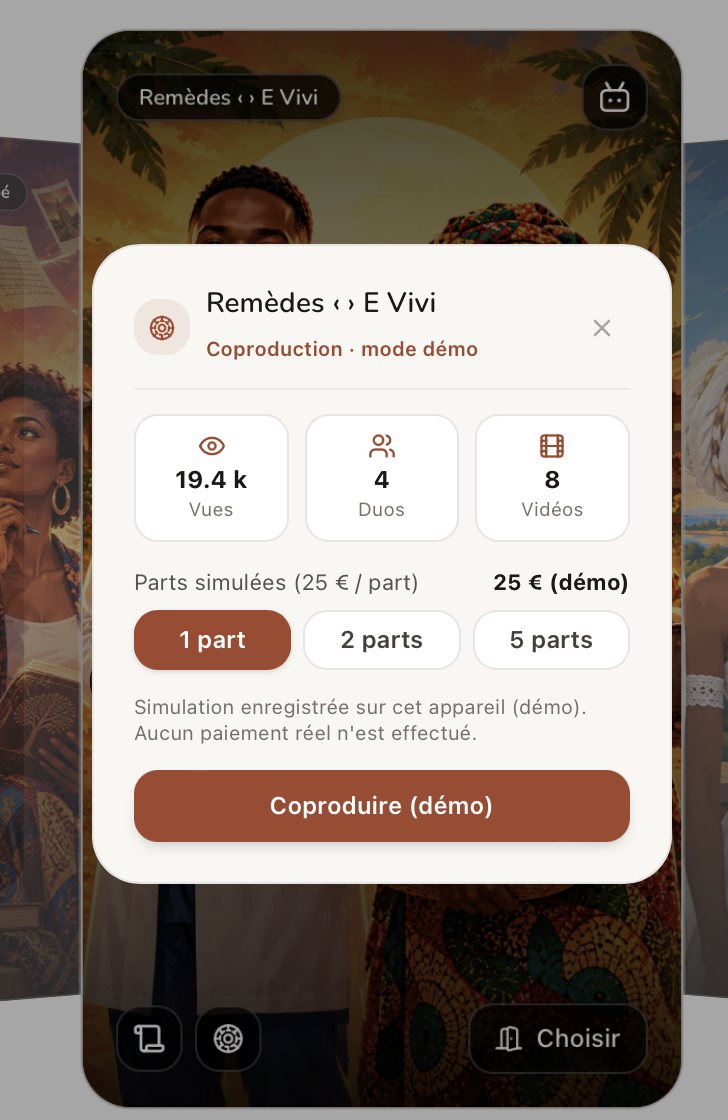 Remèdes ‹ › E Vivi
é
Remèdes ‹ › E Vivi
Coproduction · mode démo
19.4 k
Vues
4
Duos
8
Vidéos
Parts simulées (25 € / part)
25 € (démo)
1 part
2 parts
5 parts
Simulation enregistrée sur cet appareil (démo).
Aucun paiement réel n'est effectué.
Coproduire (démo)
Choisir